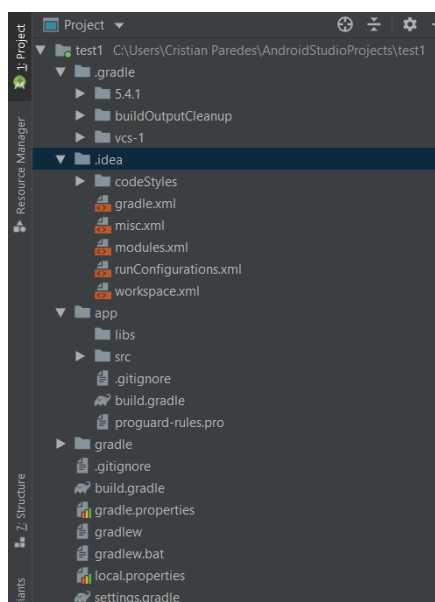 Project
test1 C:\Users\Cristian Paredes\AndroidStudioProjects\test1
.gradle
5.4.1
buildOutputCleanup
vcs-1
.idea
codeStyles
gradle.xml
misc.xml
modules.xml
runConfigurations.xml
workspace.xml
app
libs
src
.gitignore
build.gradle
proguard-rules.pro
gradle
.gitignore
build.gradle
gradle.properties
gradlew
gradlew.bat
local.properties
settings.gradle
1: Project
Resource Manager
7: Structure
iants